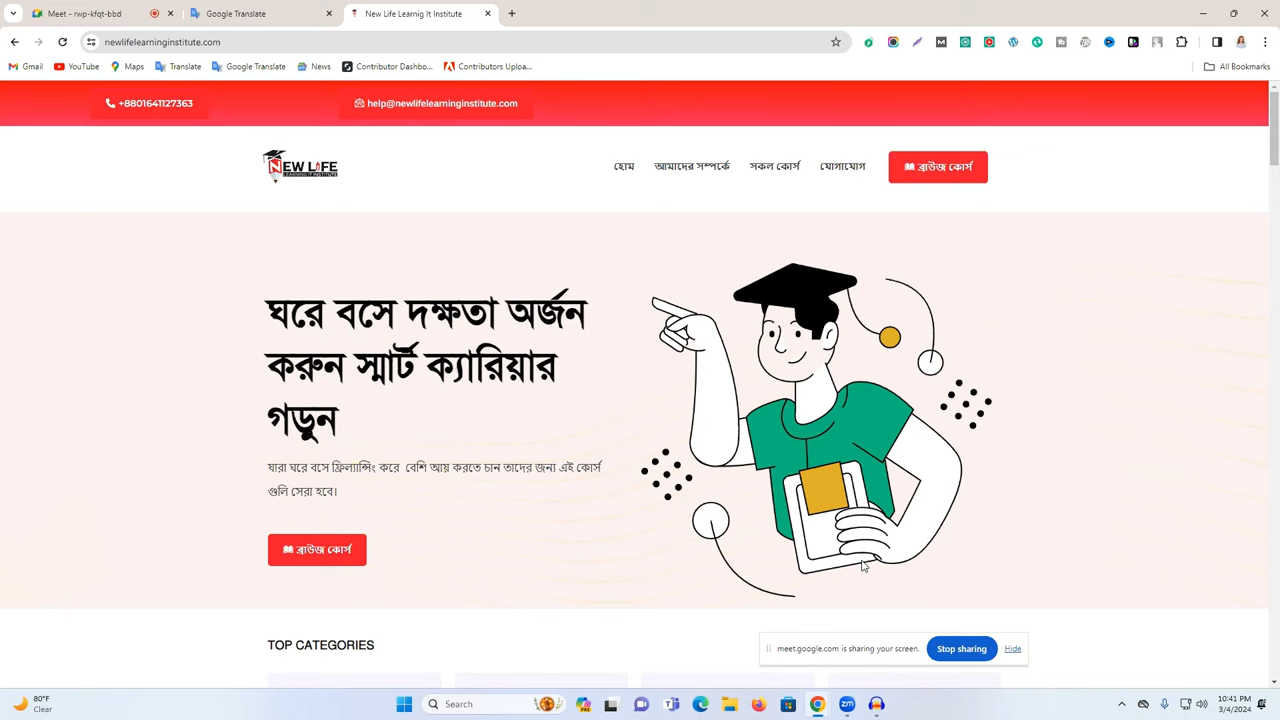 Meet - rwp-kfqt-bbd
Google Translate
New Life Learnig It Institute
newlifelearninginstitute.com
Gmail
YouTube
Maps
Translate
Google Translate
News
Contributor Dashbo...
Contributors Uploa...
All Bookmarks
+8801641127363
help@newlifelearninginstitute.com
NEW LIFE
LEARNING IT INSTITUTE
হোম
আমাদের সম্পর্কে
সকল কোর্স
যোগাযোগ
ব্রাউজ কোর্স
ঘরে বসে দক্ষতা অর্জন
করুন স্মার্ট ক্যারিয়ার
গড়ুন
যারা ঘরে বসে ফ্রিল্যান্সিং করে বেশি আয় করতে চান তাদের জন্য এই কোর্স
গুলি সেরা হবে।
ব্রাউজ কোর্স
TOP CATEGORIES
meet.google.com is sharing your screen.
Stop sharing
Hide
80°F
Clear
Search
10:41 PM
3/4/2024